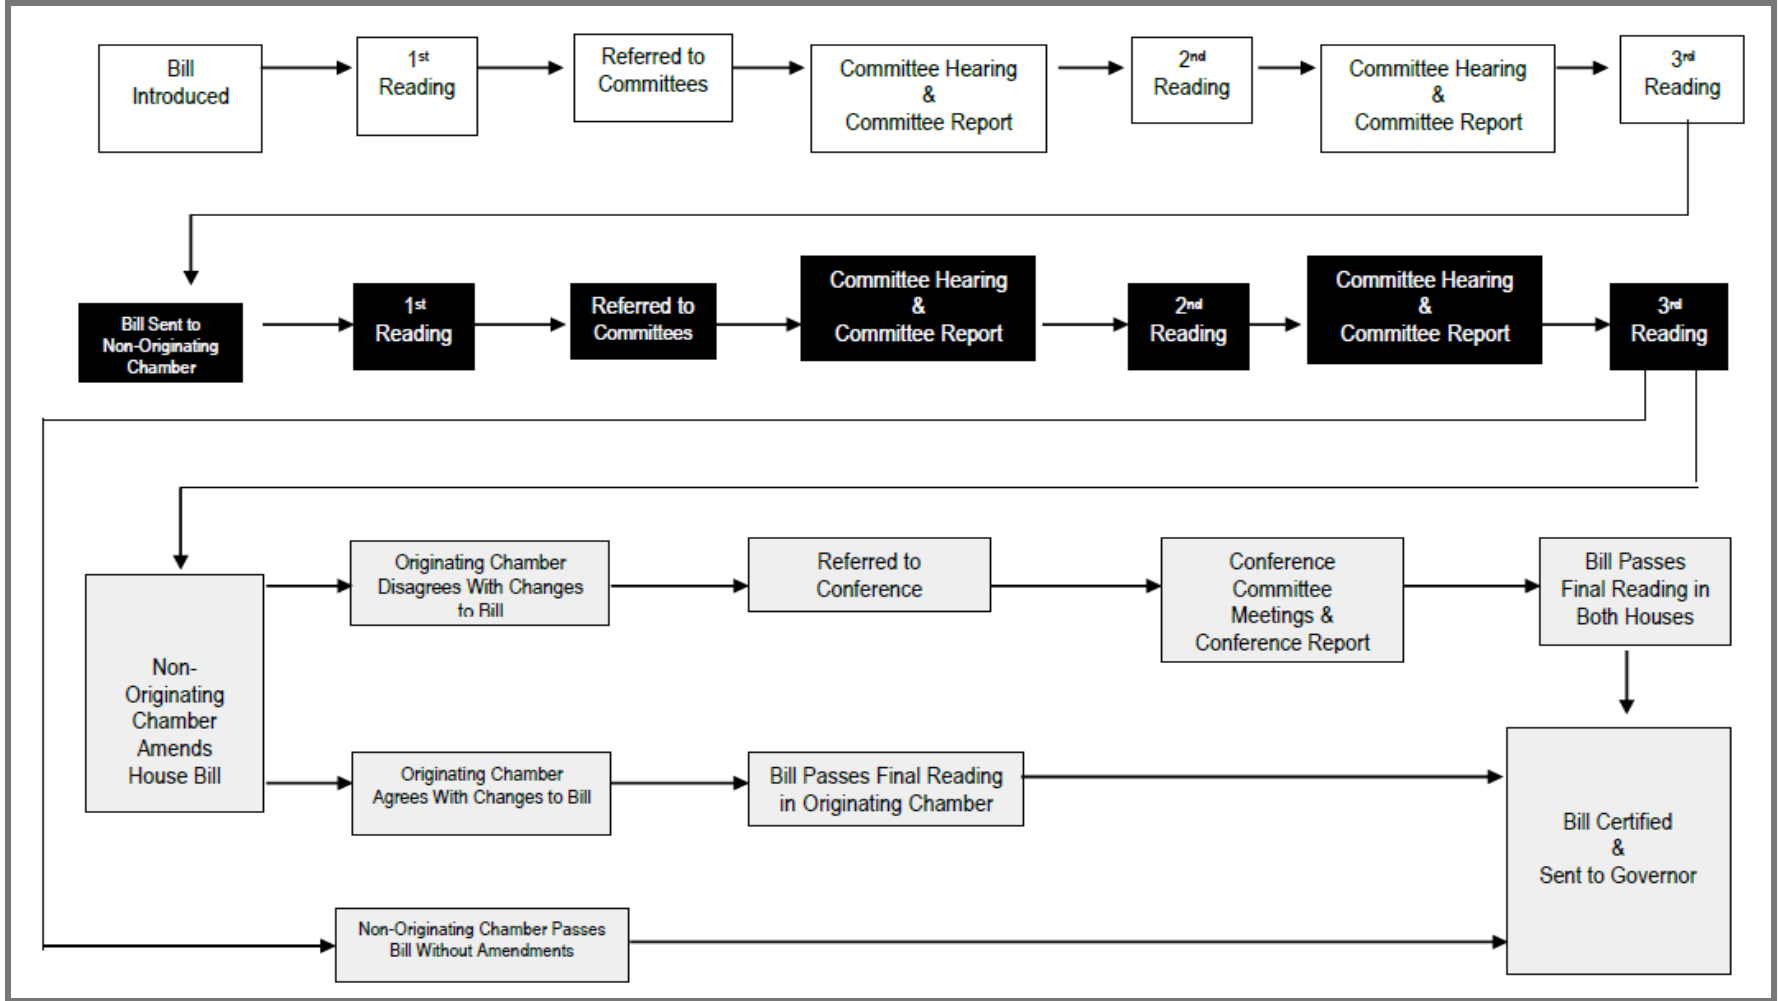 Bill
Introduced
1st
Reading
Referred to
Committees
Committee Hearing
&
Committee Report
2nd
Reading
Committee Hearing
&
Committee Report
3rd
Reading
Bill Sent to
Non-Originating
Chamber
1st
Reading
Referred to
Committees
Committee Hearing
&
Committee Report
2nd
Reading
Committee Hearing
&
Committee Report
3rd
Reading
Non-
Originating
Chamber
Amends
House Bill
Originating Chamber
Disagrees With Changes
to Bill
Referred to
Conference
Conference
Committee
Meetings &
Conference Report
Bill Passes
Final Reading in
Both Houses
Originating Chamber
Agrees With Changes to Bill
Bill Passes Final Reading
in Originating Chamber
Bill Certified
&
Sent to Governor
Non-Originating Chamber Passes
Bill Without Amendments